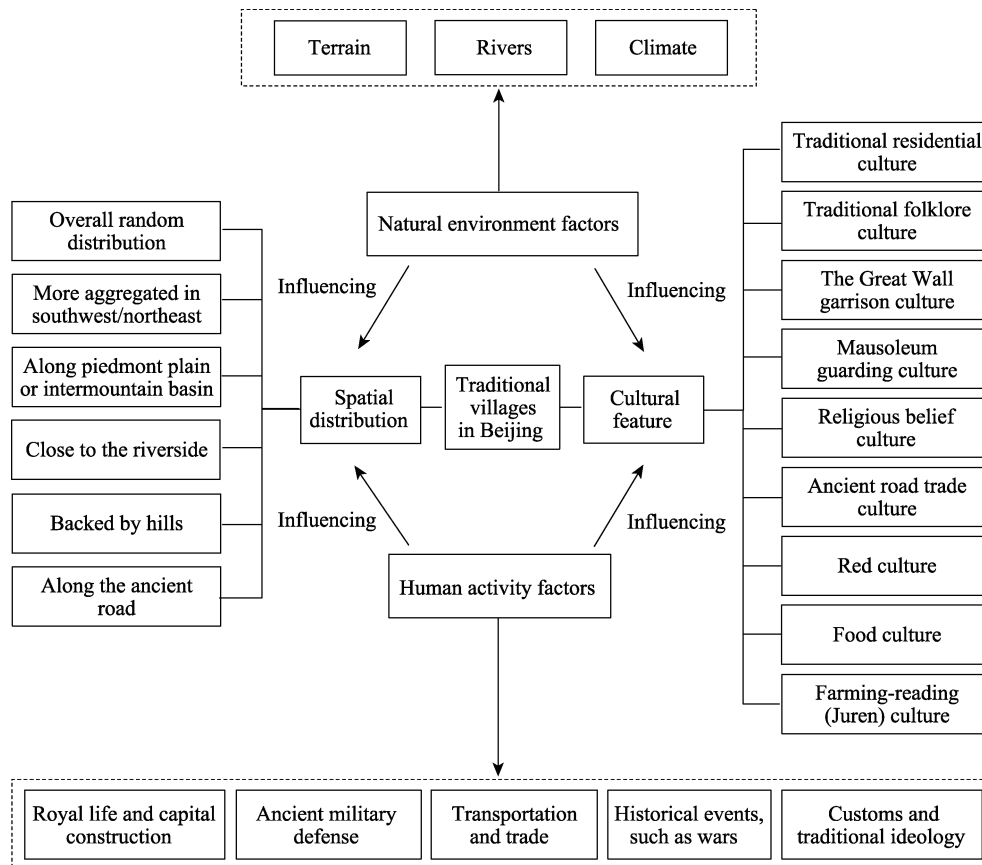 Terrain
Rivers
Climate
Natural environment factors
Influencing
Influencing
Overall random
distribution
More aggregated in
southwest/northeast
Along piedmont plain
or intermountain basin
Close to the riverside
Backed by hills
Along the ancient
road
Spatial
distribution
Traditional
villages
in Beijing
Cultural
feature
Traditional residential
culture
Traditional folklore
culture
The Great Wall
garrison culture
Mausoleum
guarding culture
Religious belief
culture
Ancient road trade
culture
Red culture
Food culture
Farming-reading
(Juren) culture
Influencing
Influencing
Human activity factors
Royal life and capital
construction
Ancient military
defense
Transportation
and trade
Historical events,
such as wars
Customs and
traditional ideology